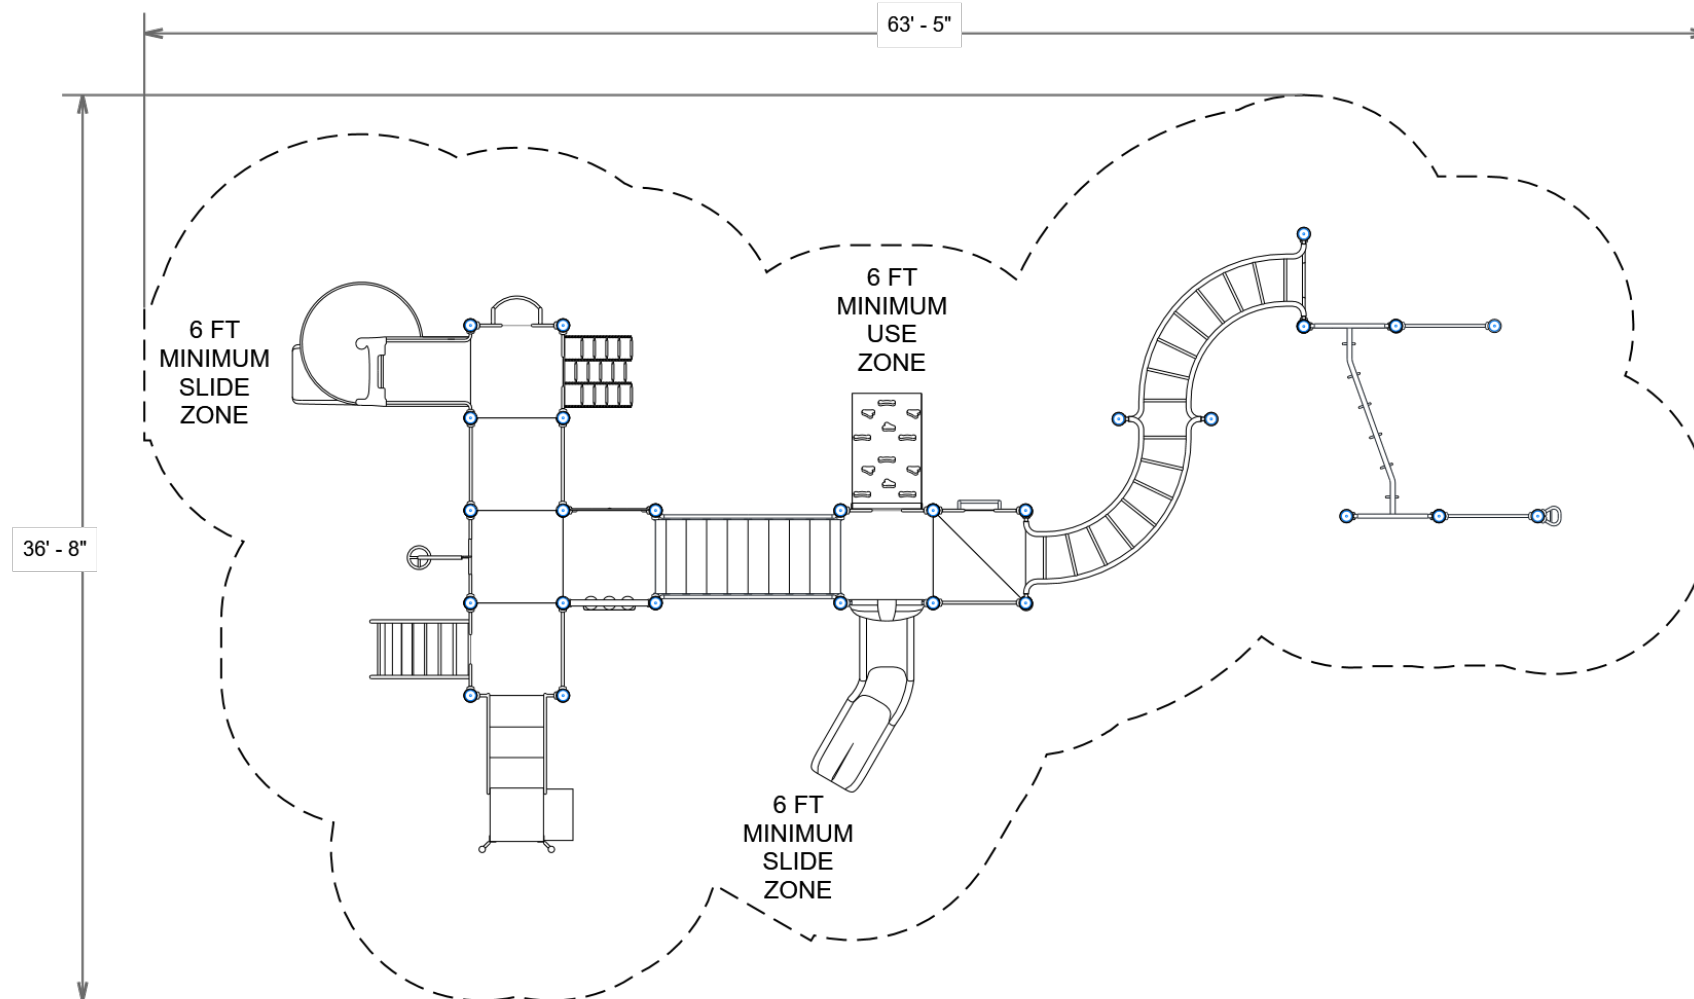 63' - 5"
6 FT
MINIMUM
USE
ZONE
6 FT
MINIMUM
SLIDE
ZONE
36' - 8"
6 FT
MINIMUM
SLIDE
ZONE